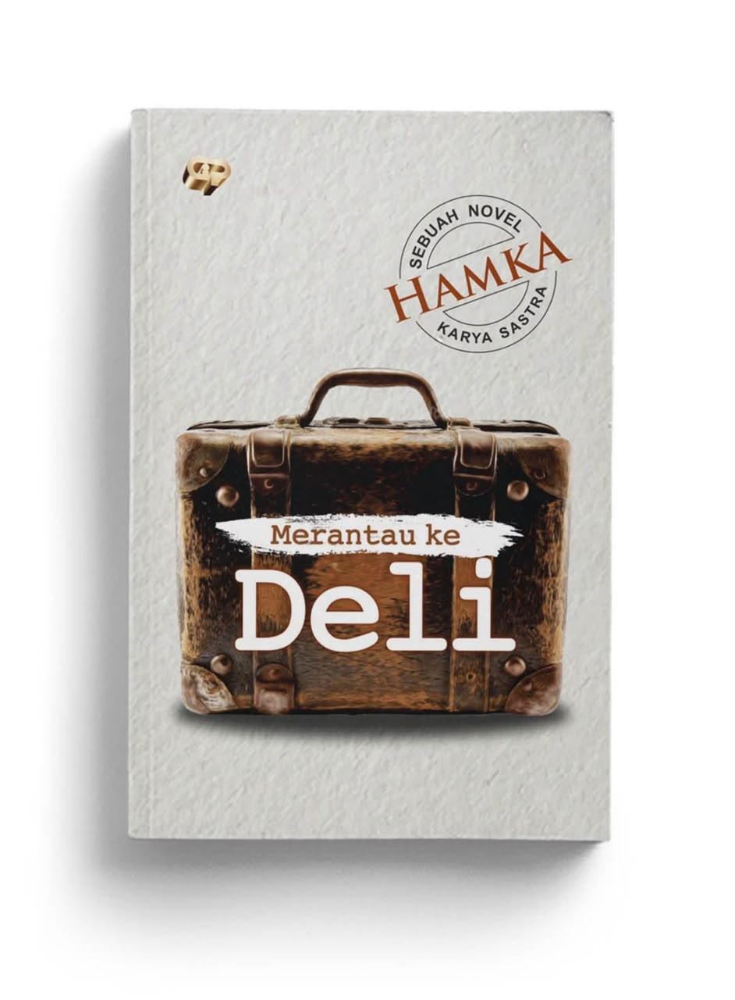 SEBUAH NOVEL
HAMKA
KARYA SASTRA
Merantau ke
Deli